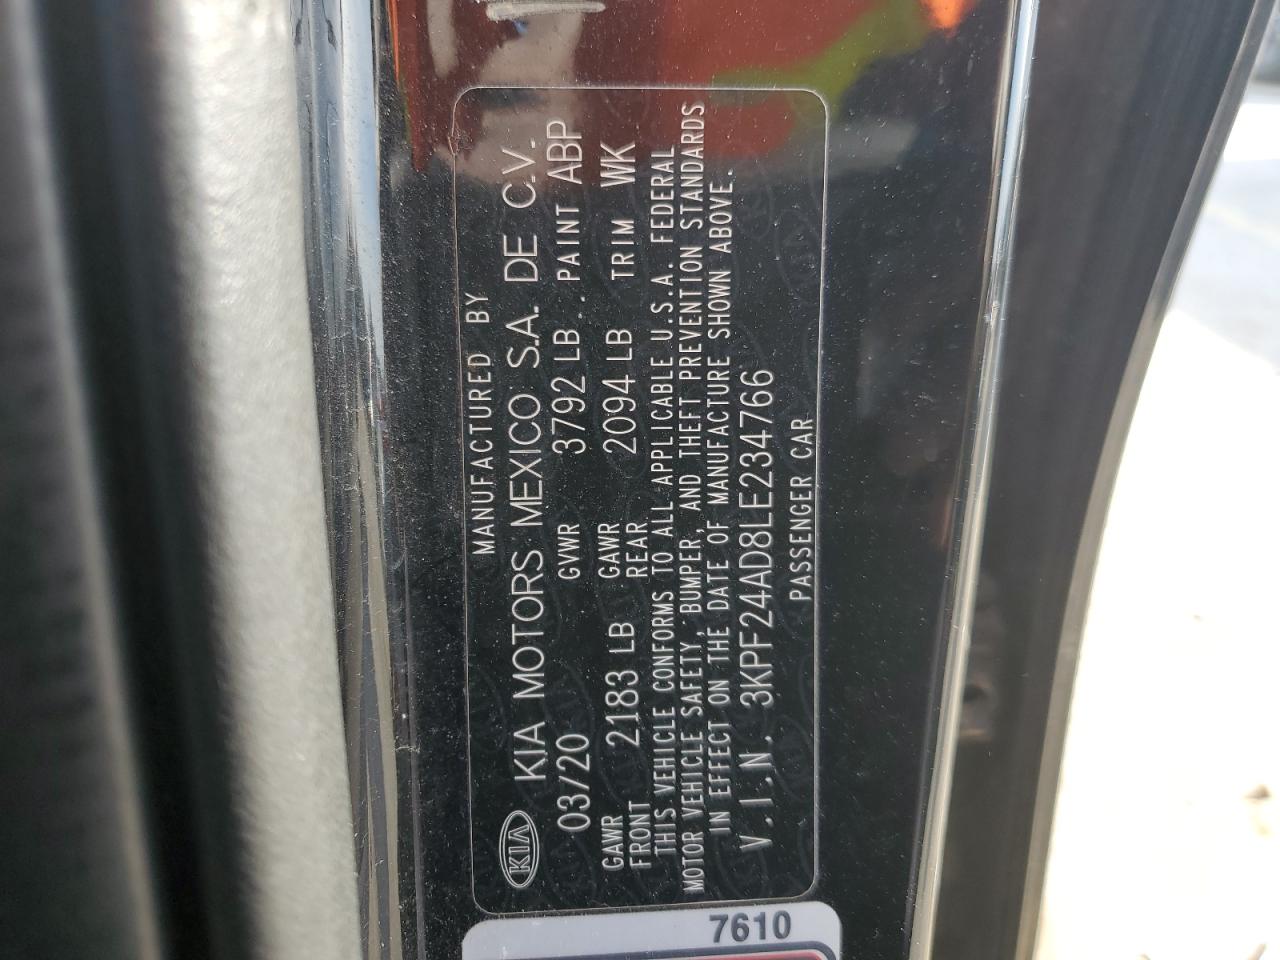 MANUFACTURED BY
KIA KIA MOTORS MEXICO S.A. DE C.V.
03/20 GVWR 3792 LB. PAINT ABP
GAWR FRONT 2183 LB GAWR REAR 2094 LB TRIM WK
THIS VEHICLE CONFORMS TO ALL APPLICABLE U.S.A. FEDERAL
MOTOR VEHICLE SAFETY, BUMPER, AND THEFT PREVENTION STANDARDS
IN EFFECT ON THE DATE OF MANUFACTURE SHOWN ABOVE.
V.I.N. 3KPF24AD8LE234766
PASSENGER CAR
7610